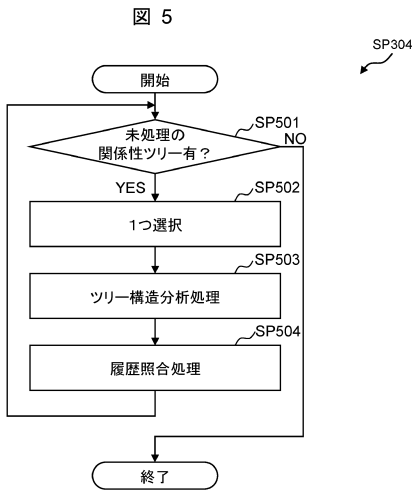 図 5
SP304
開始
SP501
未処理の
関係性ツリー有？
NO
YES
SP502
1つ選択
SP503
ツリー構造分析処理
SP504
履歴照合処理
終了